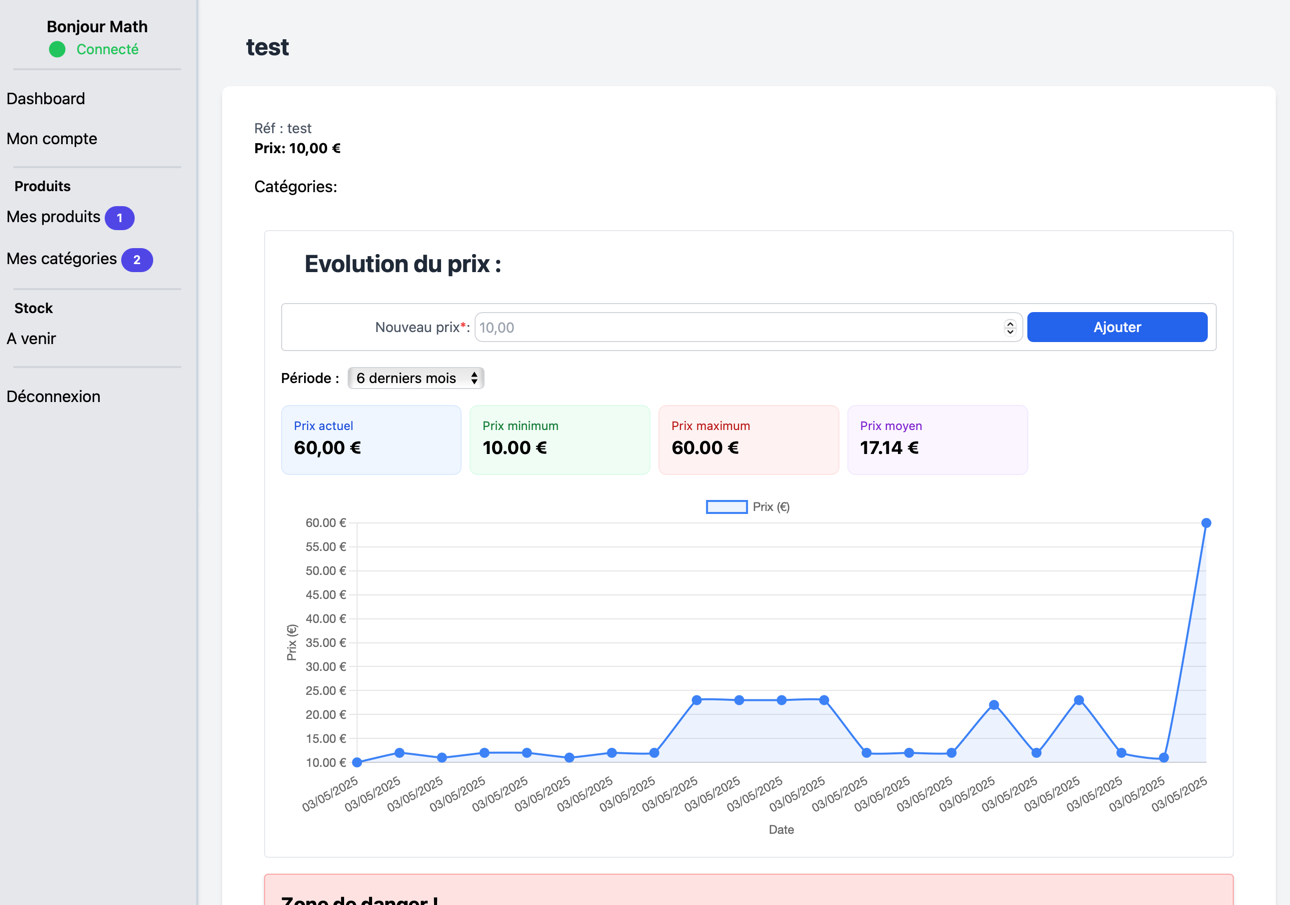 Bonjour Math
Connecté
Dashboard
Mon compte
Produits
Mes produits 1
Mes catégories 2
Stock
A venir
Déconnexion
test
Réf : test
Prix: 10,00 €
Catégories:
Evolution du prix :
Nouveau prix*: 10,00 Ajouter
Période : 6 derniers mois
Prix actuel
60,00 €
Prix minimum
10.00 €
Prix maximum
60.00 €
Prix moyen
17.14 €
Prix (€)
60.00 €
55.00 €
50.00 €
45.00 €
40.00 €
35.00 €
30.00 €
25.00 €
20.00 €
15.00 €
10.00 €
Prix (€)
03/05/2025 03/05/2025 03/05/2025 03/05/2025 03/05/2025 03/05/2025 03/05/2025 03/05/2025 03/05/2025 03/05/2025 03/05/2025 03/05/2025 03/05/2025 03/05/2025 03/05/2025 03/05/2025 03/05/2025 03/05/2025 03/05/2025 03/05/2025 03/05/2025
Date
Zone de danger !